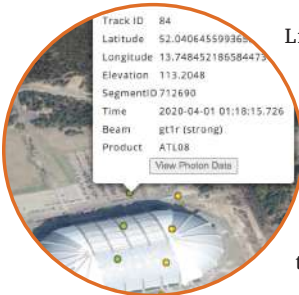 Track ID 84
Latitude 52.040645599365
Longitude 13.748452186584473
Elevation 113.2048
SegmentID 712690
Time 2020-04-01 01:18:15.726
Beam gt1r (strong)
Product ATL08
View Photon Data